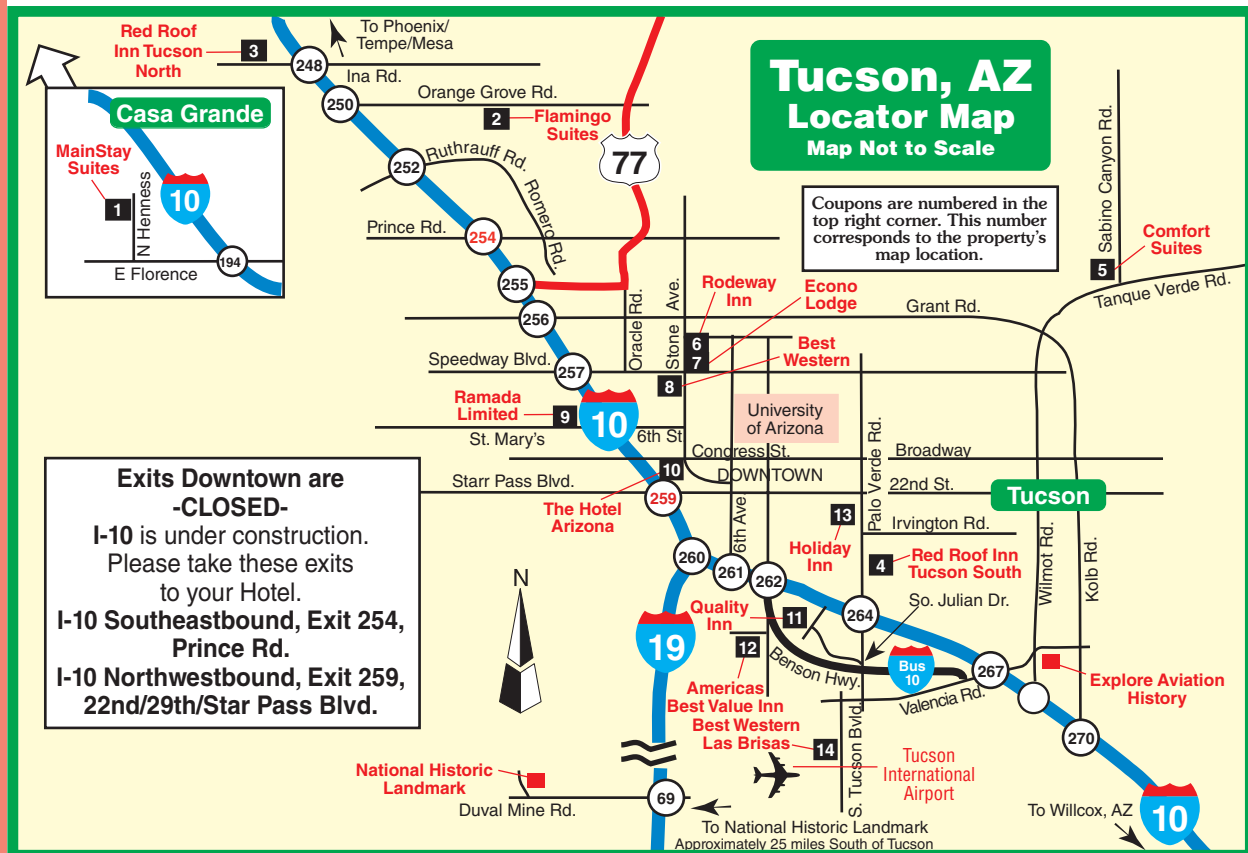 Tucson, AZ
Locator Map
Map Not to Scale
Coupons are numbered in the
top right corner. This number
corresponds to the property's
map location.
To Phoenix/
Tempe/Mesa
Red Roof
Inn Tucson
North
3
248
Ina Rd.
250
Orange Grove Rd.
2
Flamingo
Suites
77
252
Ruthrauff Rd.
Romero Rd.
Prince Rd.
254
255
256
Casa Grande
MainStay
Suites
1
N Henness
10
194
E Florence
Sabino Canyon Rd.
Comfort
Suites
5
Tanque Verde Rd.
Oracle Rd.
Stone Ave.
Rodeway
Inn
Econo
Lodge
Grant Rd.
6
7
Best
Western
Speedway Blvd.
257
8
Ramada
Limited
9
10
St. Mary's
6th St
University
of Arizona
Palo Verde Rd.
Congress St.
Broadway
10
DOWNTOWN
Starr Pass Blvd.
22nd St.
259
The Hotel
Arizona
Tucson
6th Ave.
13
Holiday
Inn
Irvington Rd.
4
Red Roof Inn
Tucson South
Wilmot Rd.
Kolb Rd.
Exits Downtown are
-CLOSED-
I-10 is under construction.
Please take these exits
to your Hotel.
I-10 Southeastbound, Exit 254,
Prince Rd.
I-10 Northwestbound, Exit 259,
22nd/29th/Star Pass Blvd.
N
260
261
262
264
So. Julian Dr.
19
Quality
Inn
11
12
Benson Hwy.
Bus
10
267
Americas
Best Value Inn
Valencia Rd.
Explore Aviation
History
Best Western
Las Brisas
14
S. Tucson Bvld.
270
Tucson
International
Airport
National Historic
Landmark
Duval Mine Rd.
69
To National Historic Landmark
Approximately 25 miles South of Tucson
To Willcox, AZ
10